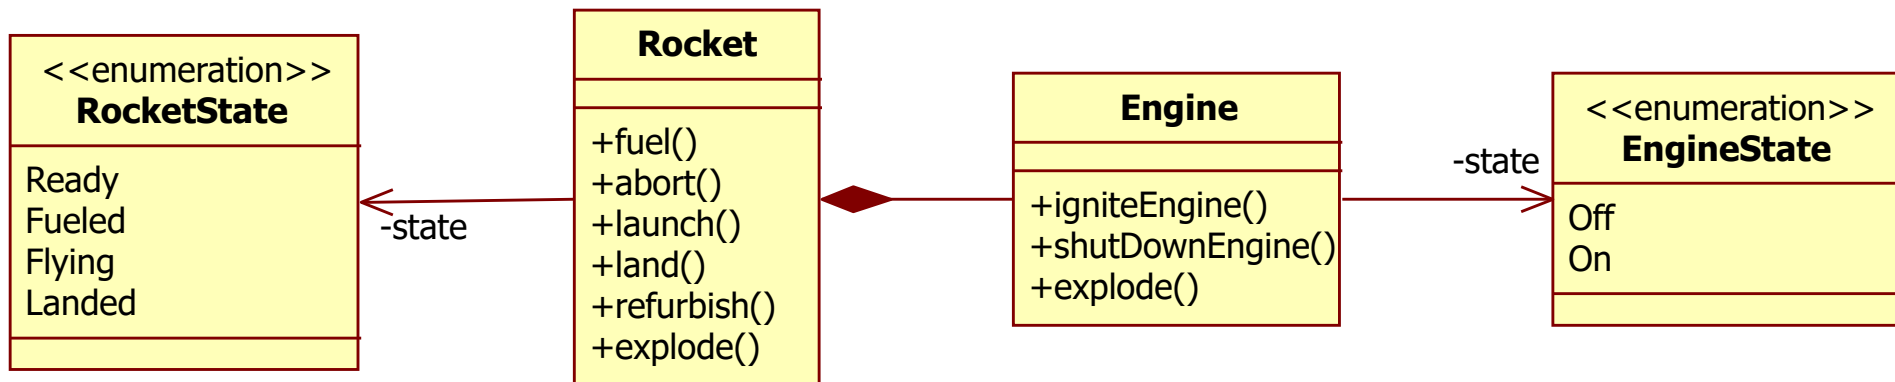 <<enumeration>>
RocketState
Ready
Fueled
Flying
Landed
-state
Rocket
+fuel()
+abort()
+launch()
+land()
+refurbish()
+explode()
Engine
+igniteEngine()
+shutDownEngine()
+explode()
-state
<<enumeration>>
EngineState
Off
On